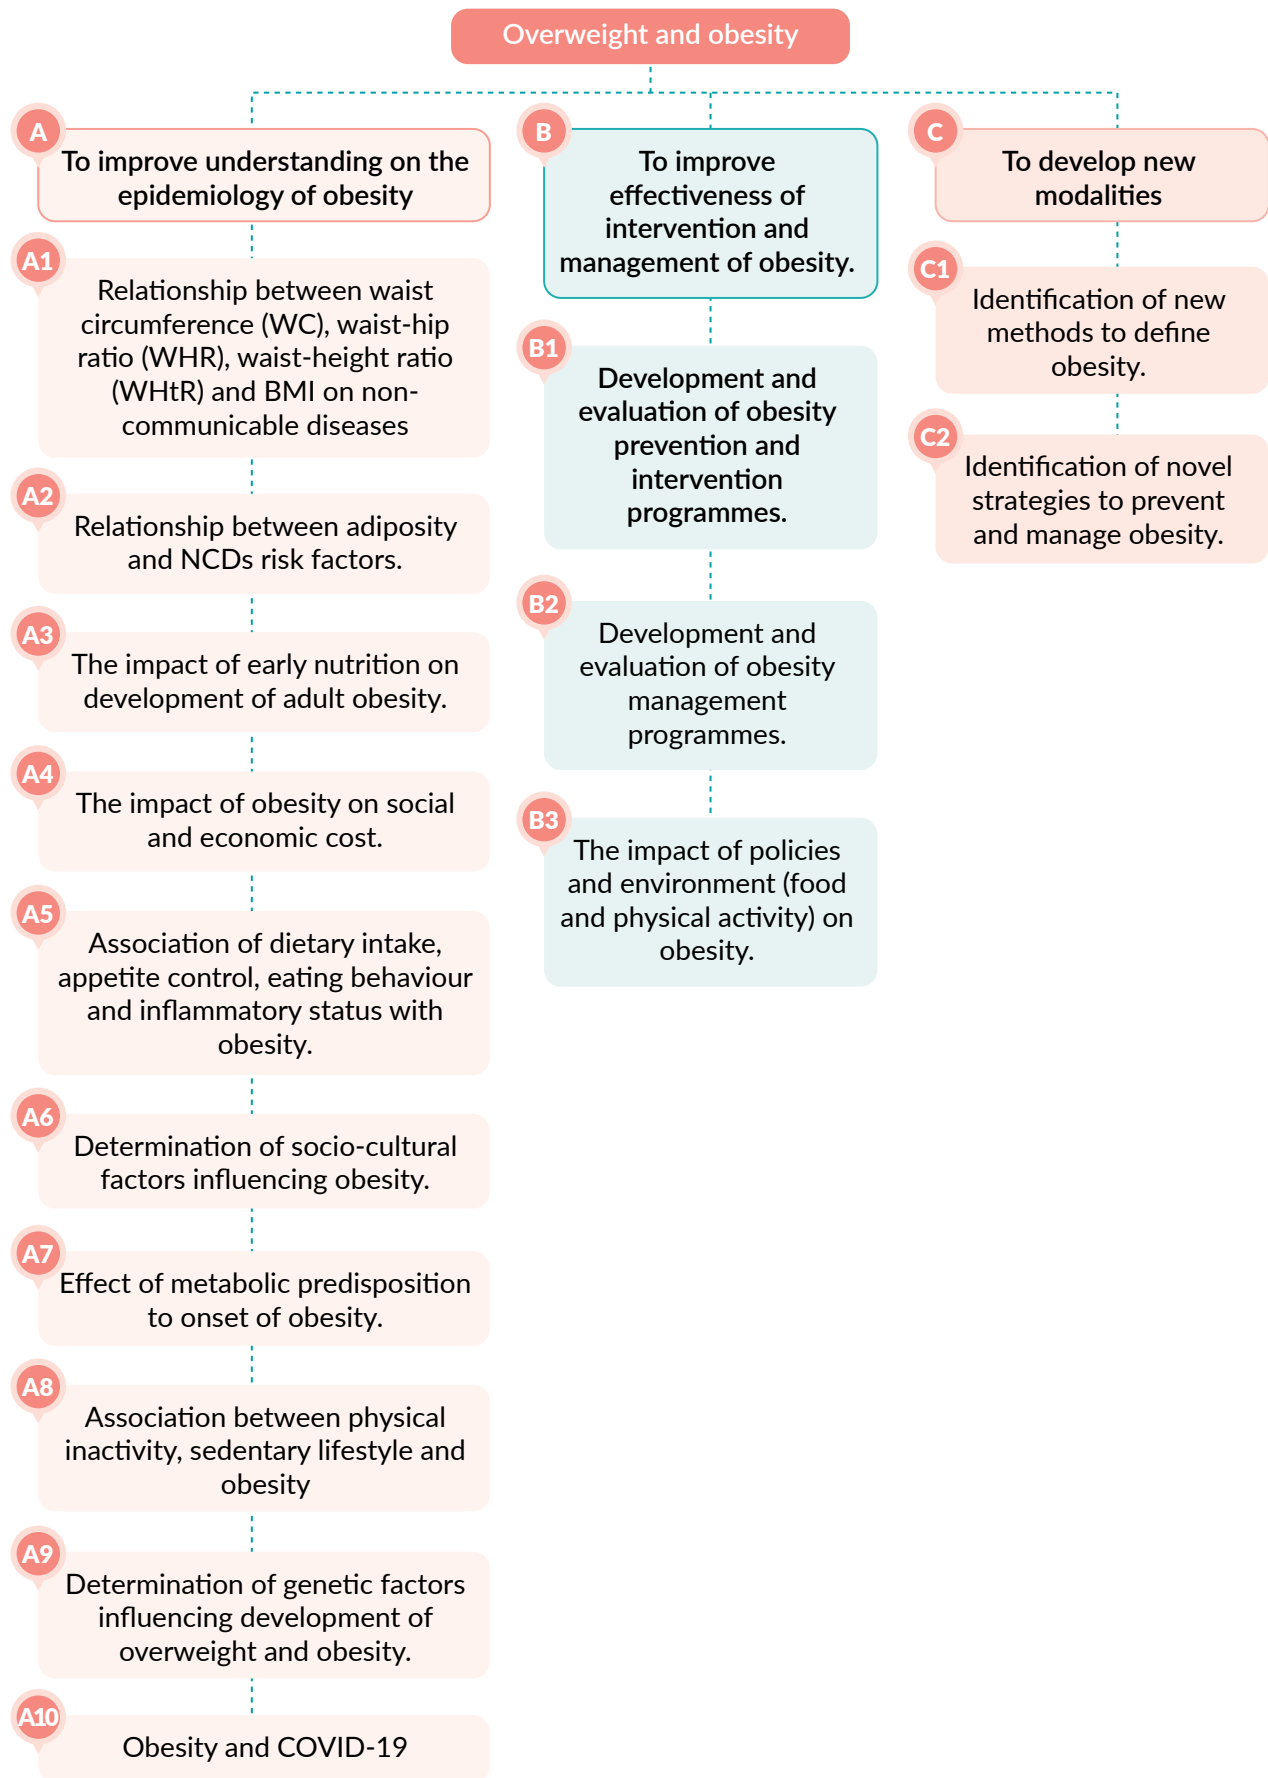 Overweight and obesity
A
To improve understanding on the
epidemiology of obesity
A1
Relationship between waist
circumference (WC), waist-hip
ratio (WHR), waist-height ratio
(WHtR) and BMI on non-
communicable diseases
A2
Relationship between adiposity
and NCDs risk factors.
A3
The impact of early nutrition on
development of adult obesity.
A4
The impact of obesity on social
and economic cost.
A5
Association of dietary intake,
appetite control, eating behaviour
and inflammatory status with
obesity.
A6
Determination of socio-cultural
factors influencing obesity.
A7
Effect of metabolic predisposition
to onset of obesity.
A8
Association between physical
inactivity, sedentary lifestyle and
obesity
A9
Determination of genetic factors
influencing development of
overweight and obesity.
A10
Obesity and COVID-19
B
To improve
effectiveness of
intervention and
management of obesity.
B1
Development and
evaluation of obesity
prevention and
intervention
programmes.
B2
Development and
evaluation of obesity
management
programmes.
B3
The impact of policies
and environment (food
and physical activity) on
obesity.
C
To develop new
modalities
C1
Identification of new
methods to define
obesity.
C2
Identification of novel
strategies to prevent
and manage obesity.